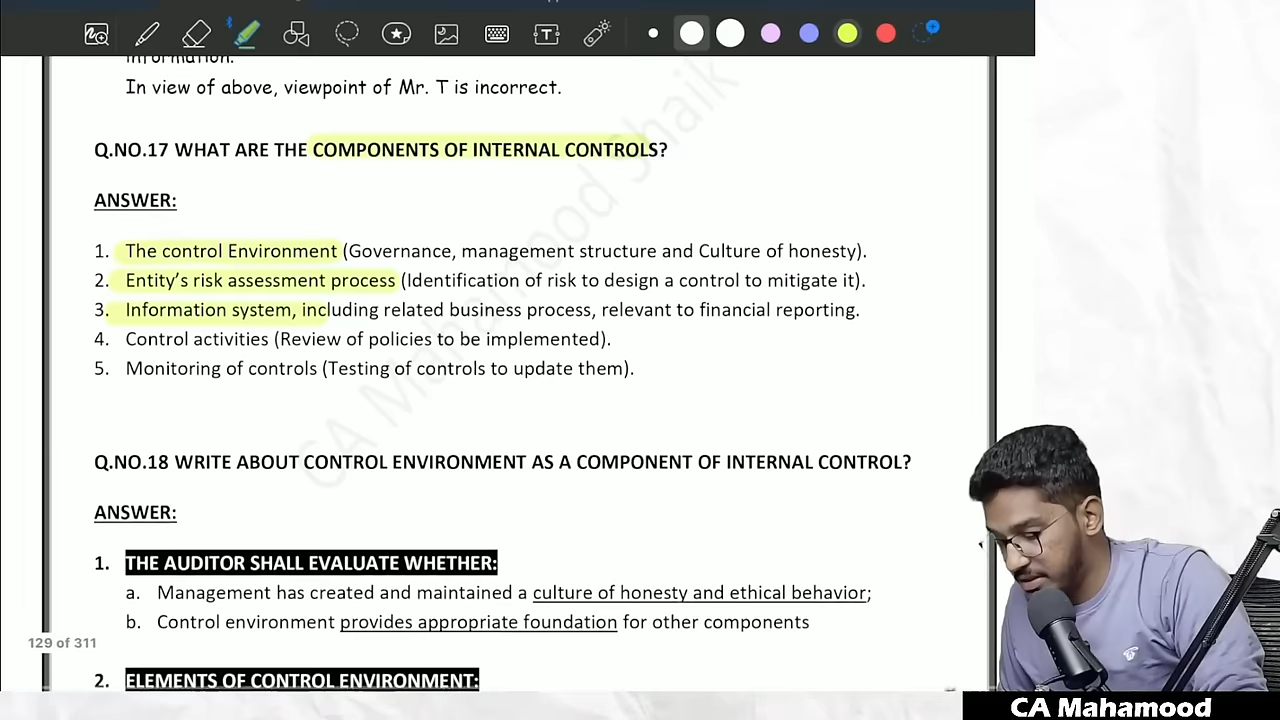 information.
In view of above, viewpoint of Mr. T is incorrect.
Q.NO.17 WHAT ARE THE COMPONENTS OF INTERNAL CONTROLS?
ANSWER:
1. The control Environment (Governance, management structure and Culture of honesty).
2. Entity's risk assessment process (Identification of risk to design a control to mitigate it).
3. Information system, including related business process, relevant to financial reporting.
4. Control activities (Review of policies to be implemented).
5. Monitoring of controls (Testing of controls to update them).
CA Mahamood Shaik
Q.NO.18 WRITE ABOUT CONTROL ENVIRONMENT AS A COMPONENT OF INTERNAL CONTROL?
ANSWER:
1. THE AUDITOR SHALL EVALUATE WHETHER:
a. Management has created and maintained a culture of honesty and ethical behavior;
b. Control environment provides appropriate foundation for other components
129 of 311
2. ELEMENTS OF CONTROL ENVIRONMENT:
CA Mahamood